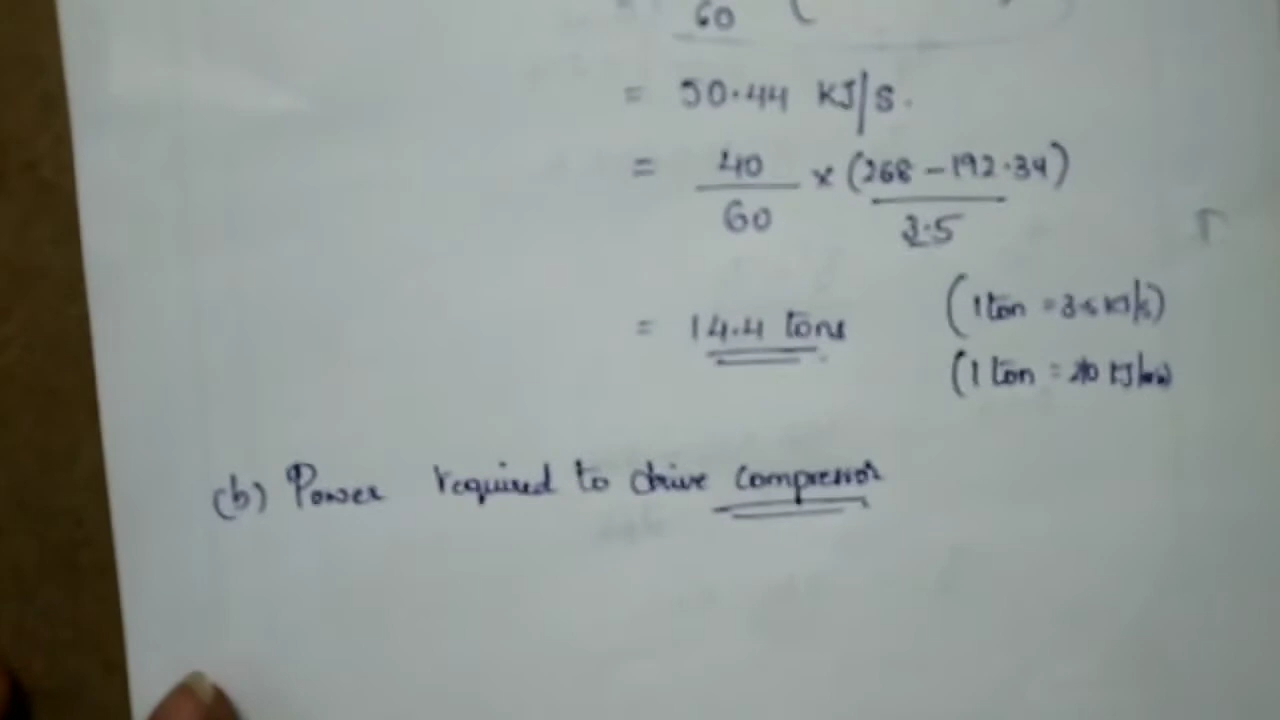 60 (
= 50.44 KJ/S.
= 40/60 × (268 - 192.34)/3.5
= 14.4 tons (1 ton = 3.5 KJ/s)
(1 ton = 210 KJ/min)
(b) Power required to drive compressor